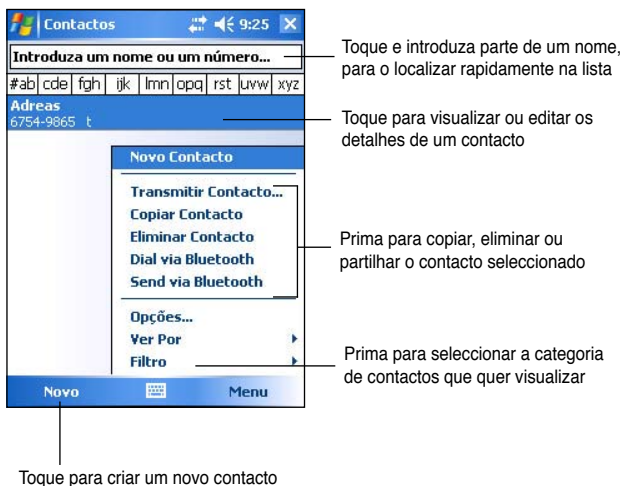 Contactos 9:25
Introduza um nome ou um número...
#ab cde fgh ijk lmn opq rst uvw xyz
Adreas
6754-9865 t
Novo Contacto
Transmitir Contacto...
Copiar Contacto
Eliminar Contacto
Dial via Bluetooth
Send via Bluetooth
Opções...
Ver Por
Filtro
Novo Menu
Toque e introduza parte de um nome,
para o localizar rapidamente na lista
Toque para visualizar ou editar os
detalhes de um contacto
Prima para copiar, eliminar ou
partilhar o contacto seleccionado
Prima para seleccionar a categoria
de contactos que quer visualizar
Toque para criar um novo contacto